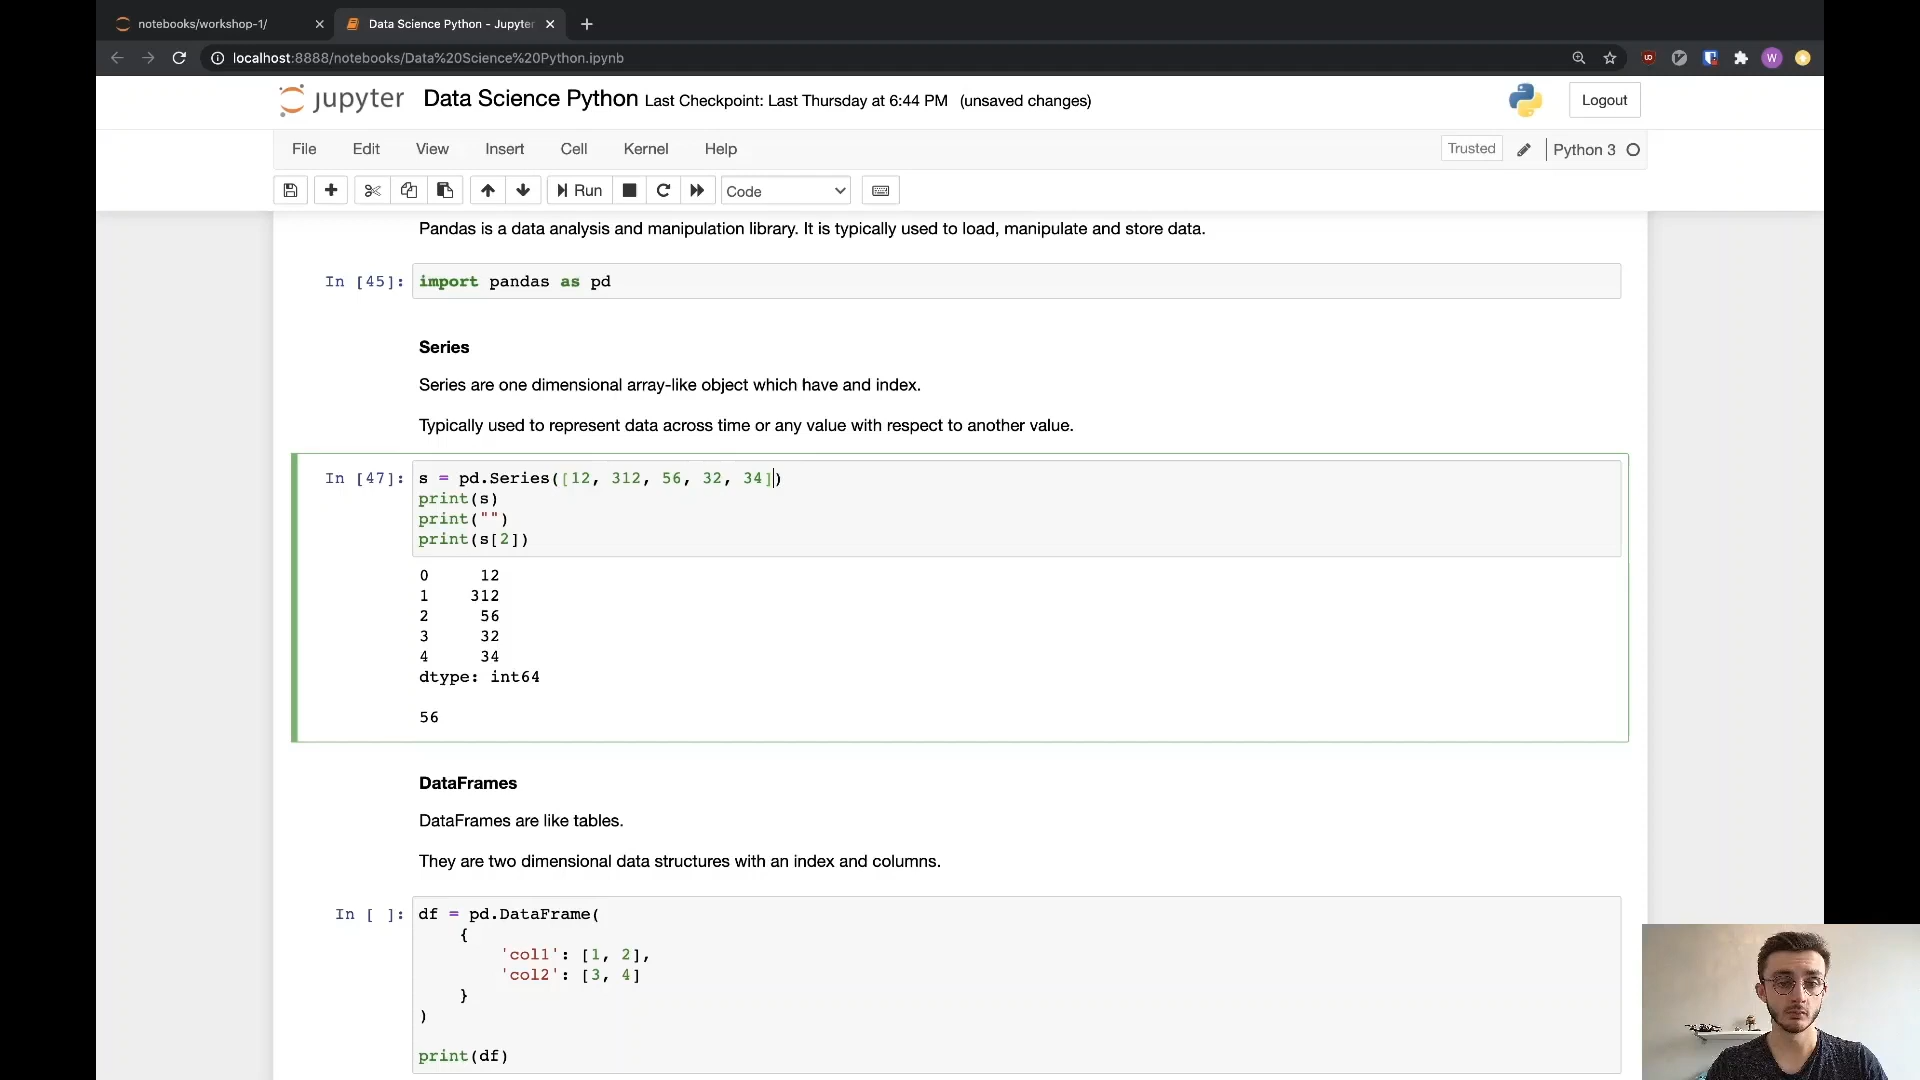 notebooks/workshop-1/
Data Science Python - Jupyter
localhost:8888/notebooks/Data%20Science%20Python.ipynb
W
jupyter Data Science Python Last Checkpoint: Last Thursday at 6:44 PM (unsaved changes)
Logout
File Edit View Insert Cell Kernel Help
Trusted Python 3
Run Code
Pandas is a data analysis and manipulation library. It is typically used to load, manipulate and store data.
In [45]: import pandas as pd
Series
Series are one dimensional array-like object which have and index.
Typically used to represent data across time or any value with respect to another value.
In [47]: s = pd.Series([12, 312, 56, 32, 34])
print(s)
print("")
print(s[2])
0 12
1 312
2 56
3 32
4 34
dtype: int64
56
DataFrames
DataFrames are like tables.
They are two dimensional data structures with an index and columns.
In [ ]: df = pd.DataFrame(
{
'col1': [1, 2],
'col2': [3, 4]
}
)
print(df)